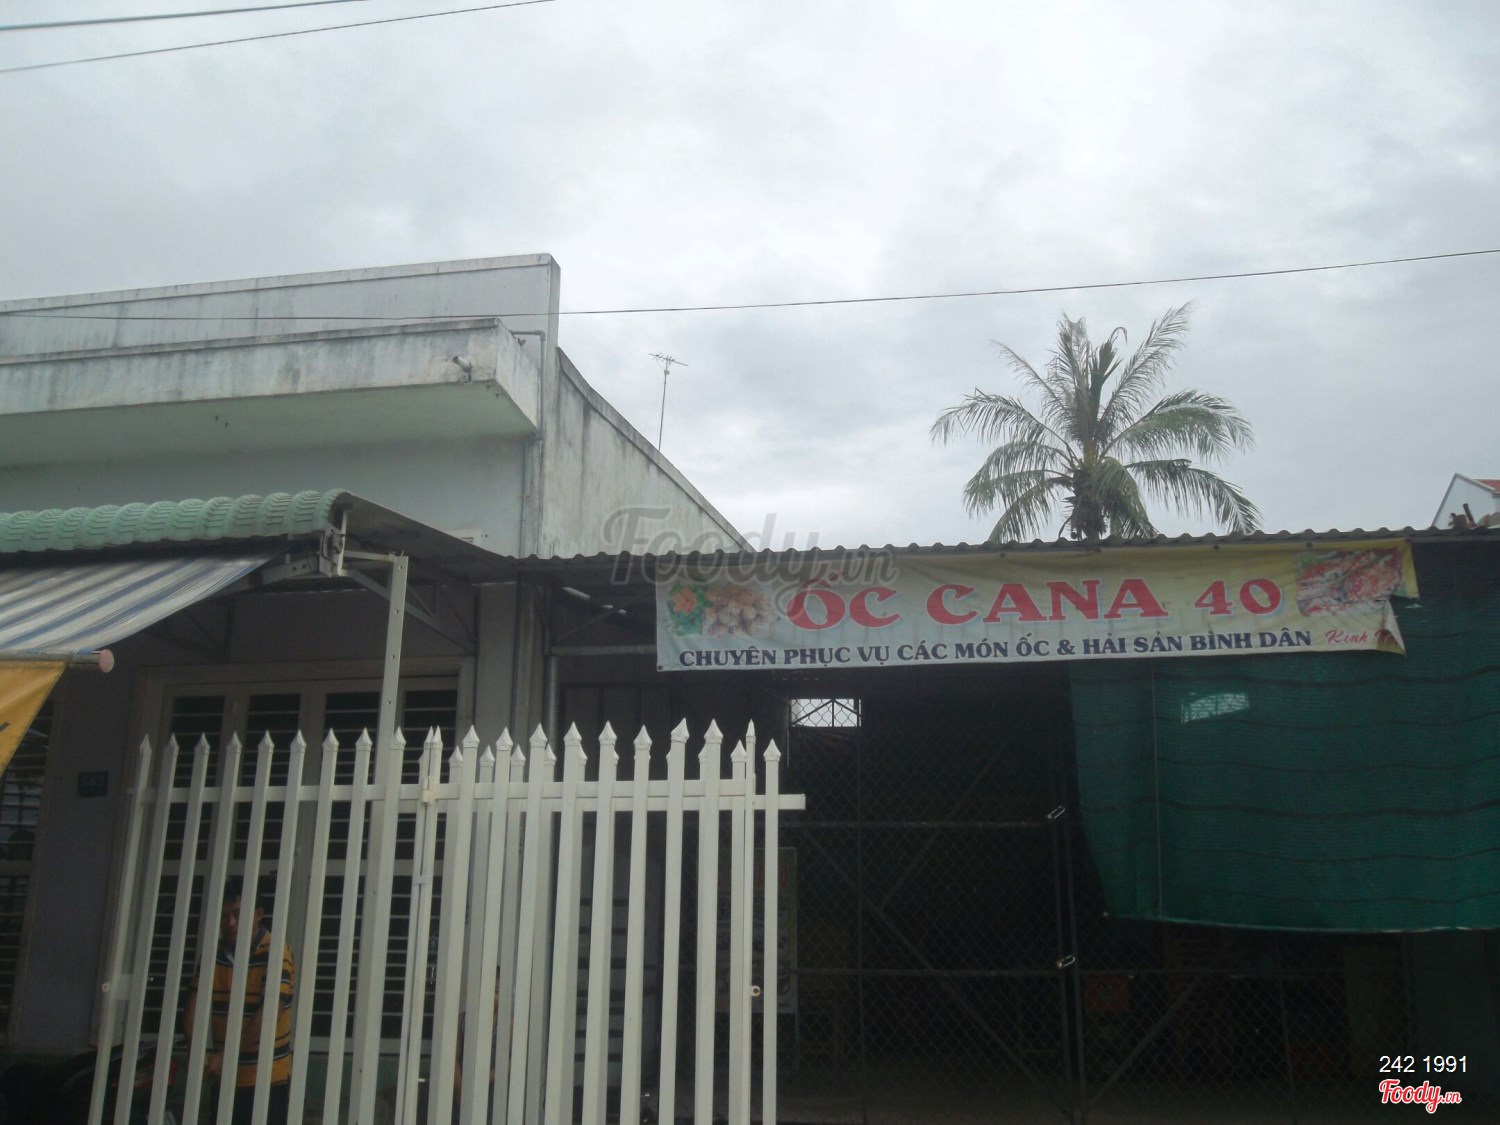 Foody.vn
ỐC CANA 40
CHUYÊN PHỤC VỤ CÁC MÓN ỐC & HẢI SẢN BÌNH DÂN
Kính
242 1991
Foody.vn